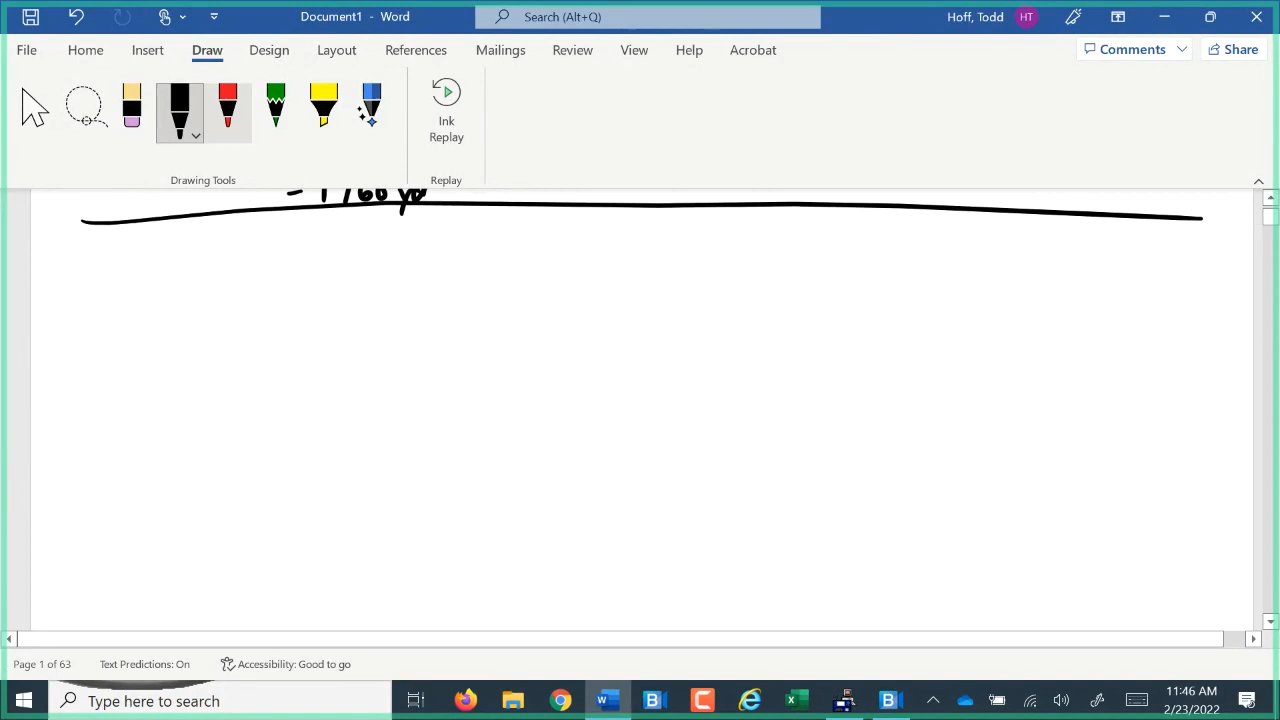 Document1 - Word
Search (Alt+Q)
Hoff, Todd
HT
File Home Insert Draw Design Layout References Mailings Review View Help Acrobat
Comments
Share
Ink
Replay
Drawing Tools
Replay
= 1760 yd
Page 1 of 63
Text Predictions: On
Accessibility: Good to go
Type here to search
11:46 AM
2/23/2022